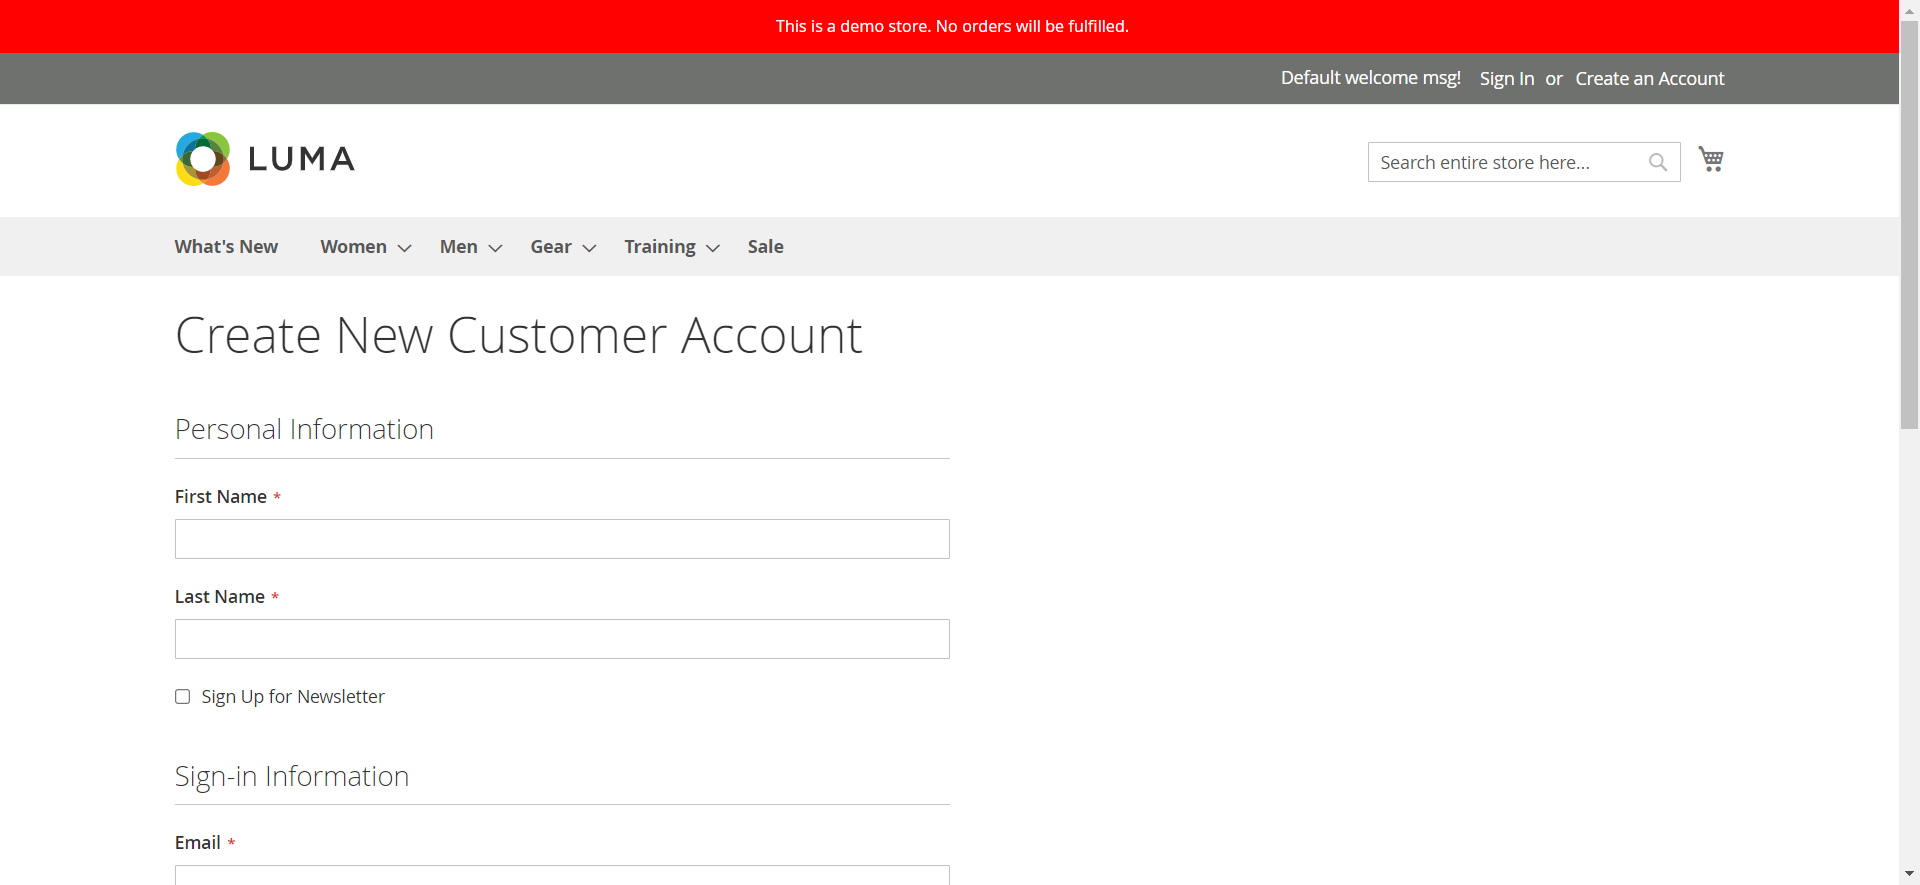 This is a demo store. No orders will be fulfilled.
Default welcome msg! Sign In or Create an Account
LUMA
Search entire store here...
What's New Women Men Gear Training Sale
Create New Customer Account
Personal Information
First Name *
Last Name *
Sign Up for Newsletter
Sign-in Information
Email *